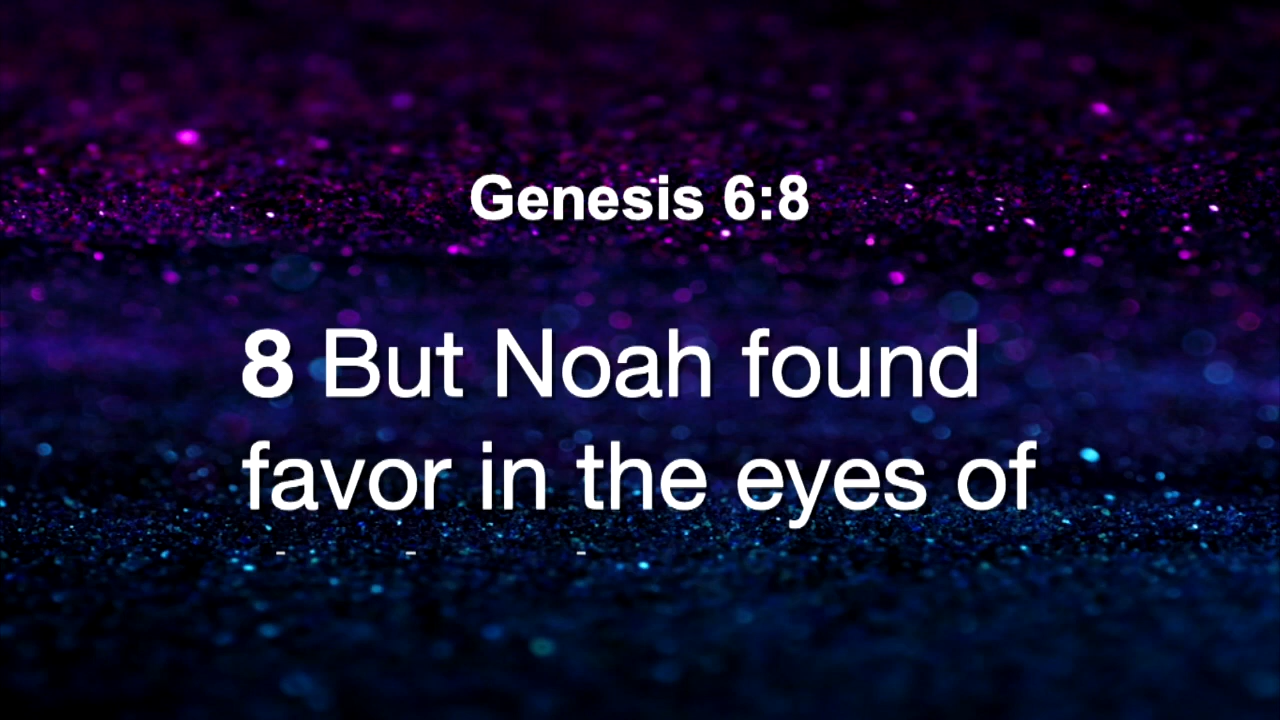 Genesis 6:8
8 But Noah found
favor in the eyes of